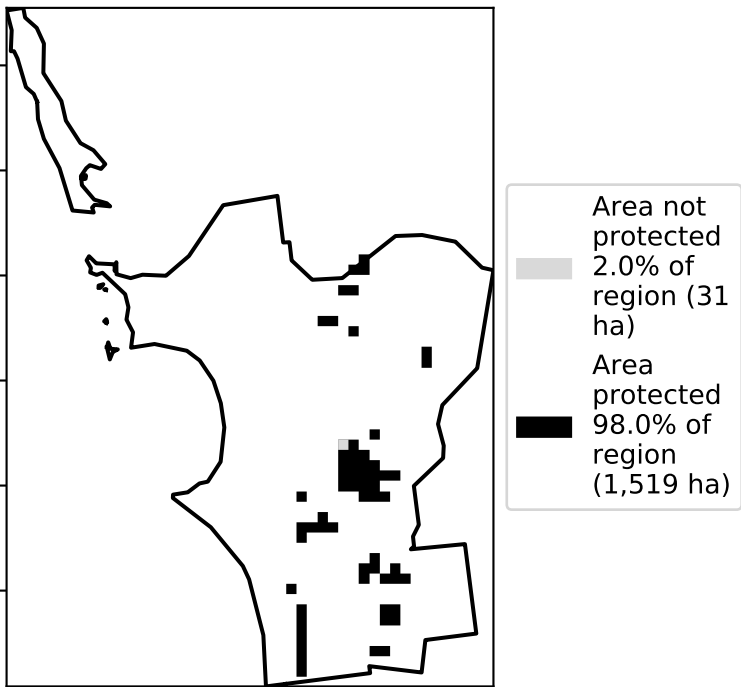 Area not
protected
2.0% of
region (31
ha)
Area
protected
98.0% of
region
(1,519 ha)